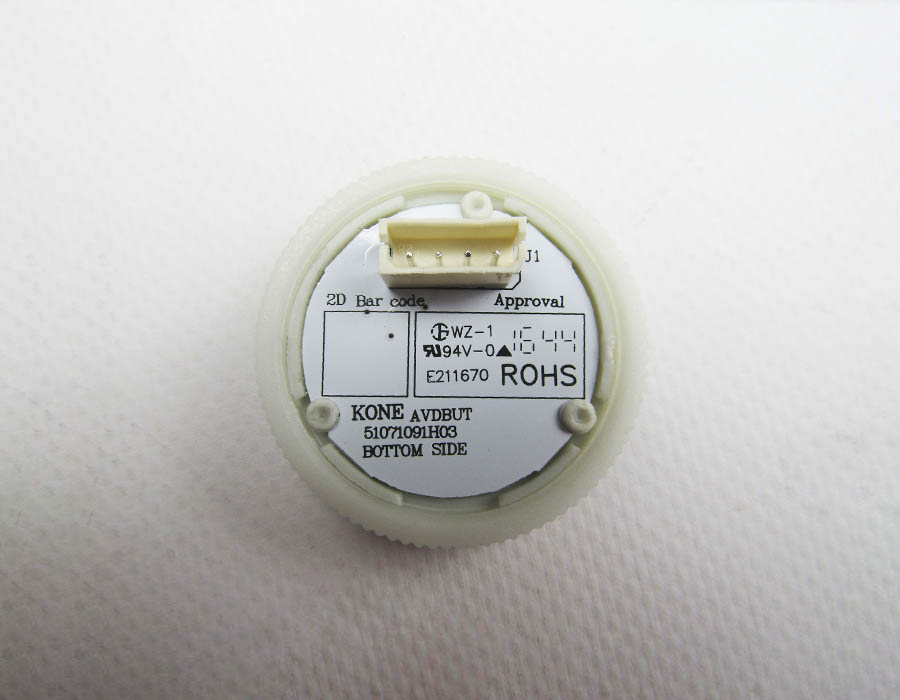 J1
2D Bar code
Approval
WZ-1
94V-0
1644
E211670
ROHS
KONE AVDBUT
51071091H03
BOTTOM SIDE